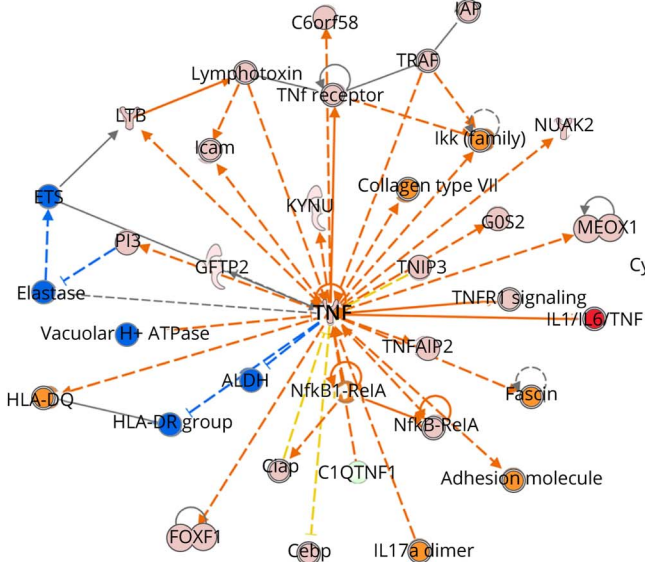 IAP
C6orf58
TRAF
Lymphotoxin
TNf receptor
LTB
NUAK2
Icam
Ikk (family)
Collagen type VII
ETS
KYNU
G0S2
MEOX1
PI3
GFTP2
TNIP3
Cy
Elastase
TNFR1 signaling
TNF
IL1/IL6/TNF
Vacuolar H+ ATPase
TNFAIP2
ALDH
NfkB1-RelA
Fascin
HLA-DQ
HLA-DR group
NfkB-RelA
Ciap
C1QTNF1
Adhesion molecule
FOXF1
Cebp
IL17a dimer